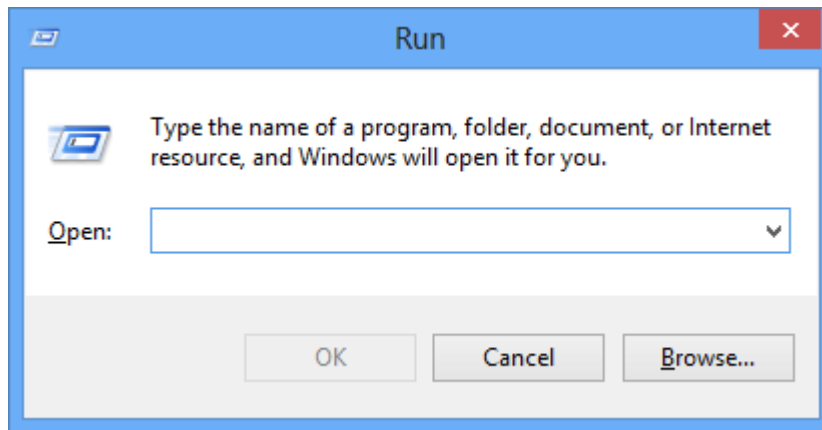 Run
Type the name of a program, folder, document, or Internet
resource, and Windows will open it for you.
Open:
OK Cancel Browse...